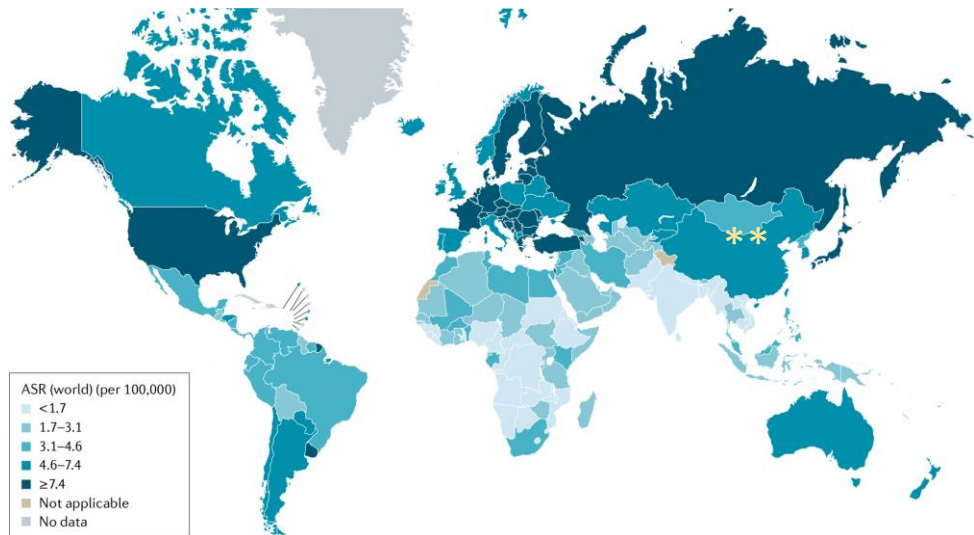 **
ASR (world) (per 100,000)
<1.7
1.7–3.1
3.1–4.6
4.6–7.4
≥7.4
Not applicable
No data